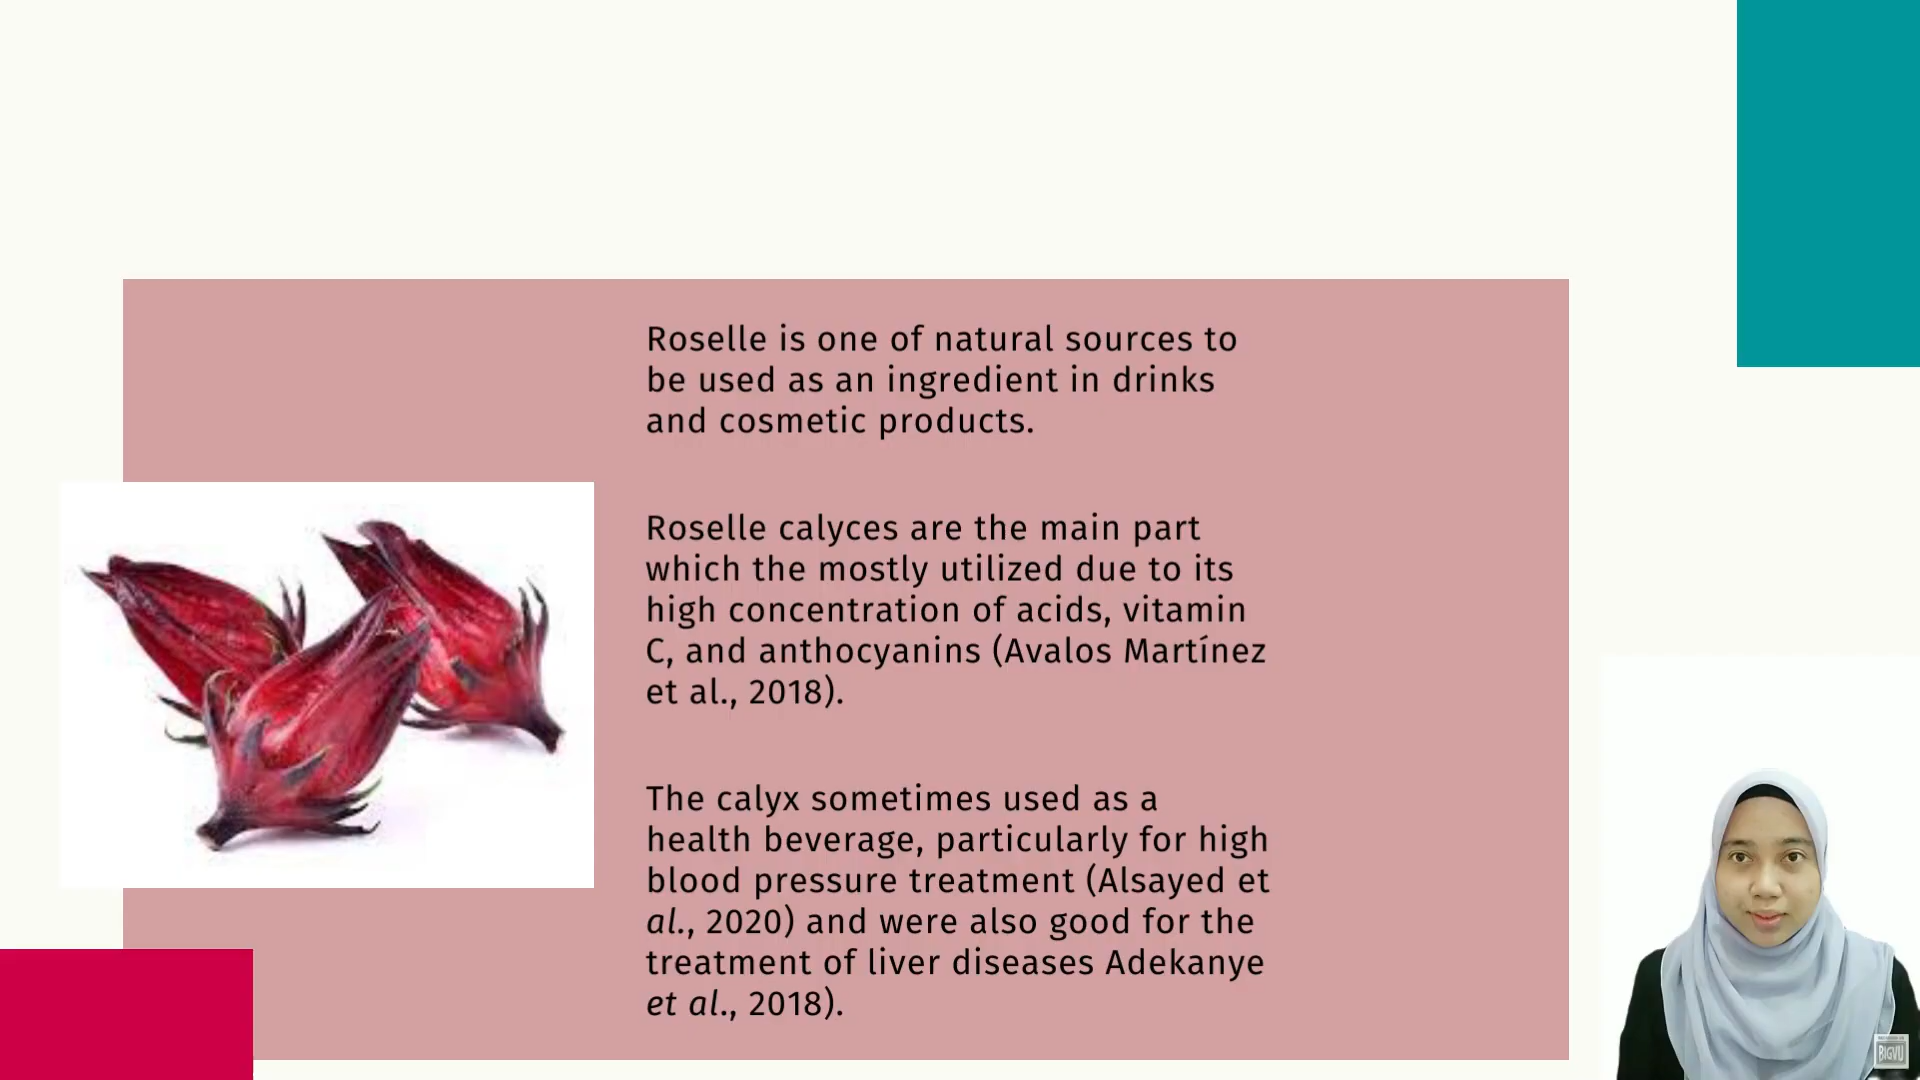 Roselle is one of natural sources to
be used as an ingredient in drinks
and cosmetic products.
Roselle calyces are the main part
which the mostly utilized due to its
high concentration of acids, vitamin
C, and anthocyanins (Avalos Martínez
et al., 2018).
The calyx sometimes used as a
health beverage, particularly for high
blood pressure treatment (Alsayed et
al., 2020) and were also good for the
treatment of liver diseases Adekanye
et al., 2018).
BIGVU